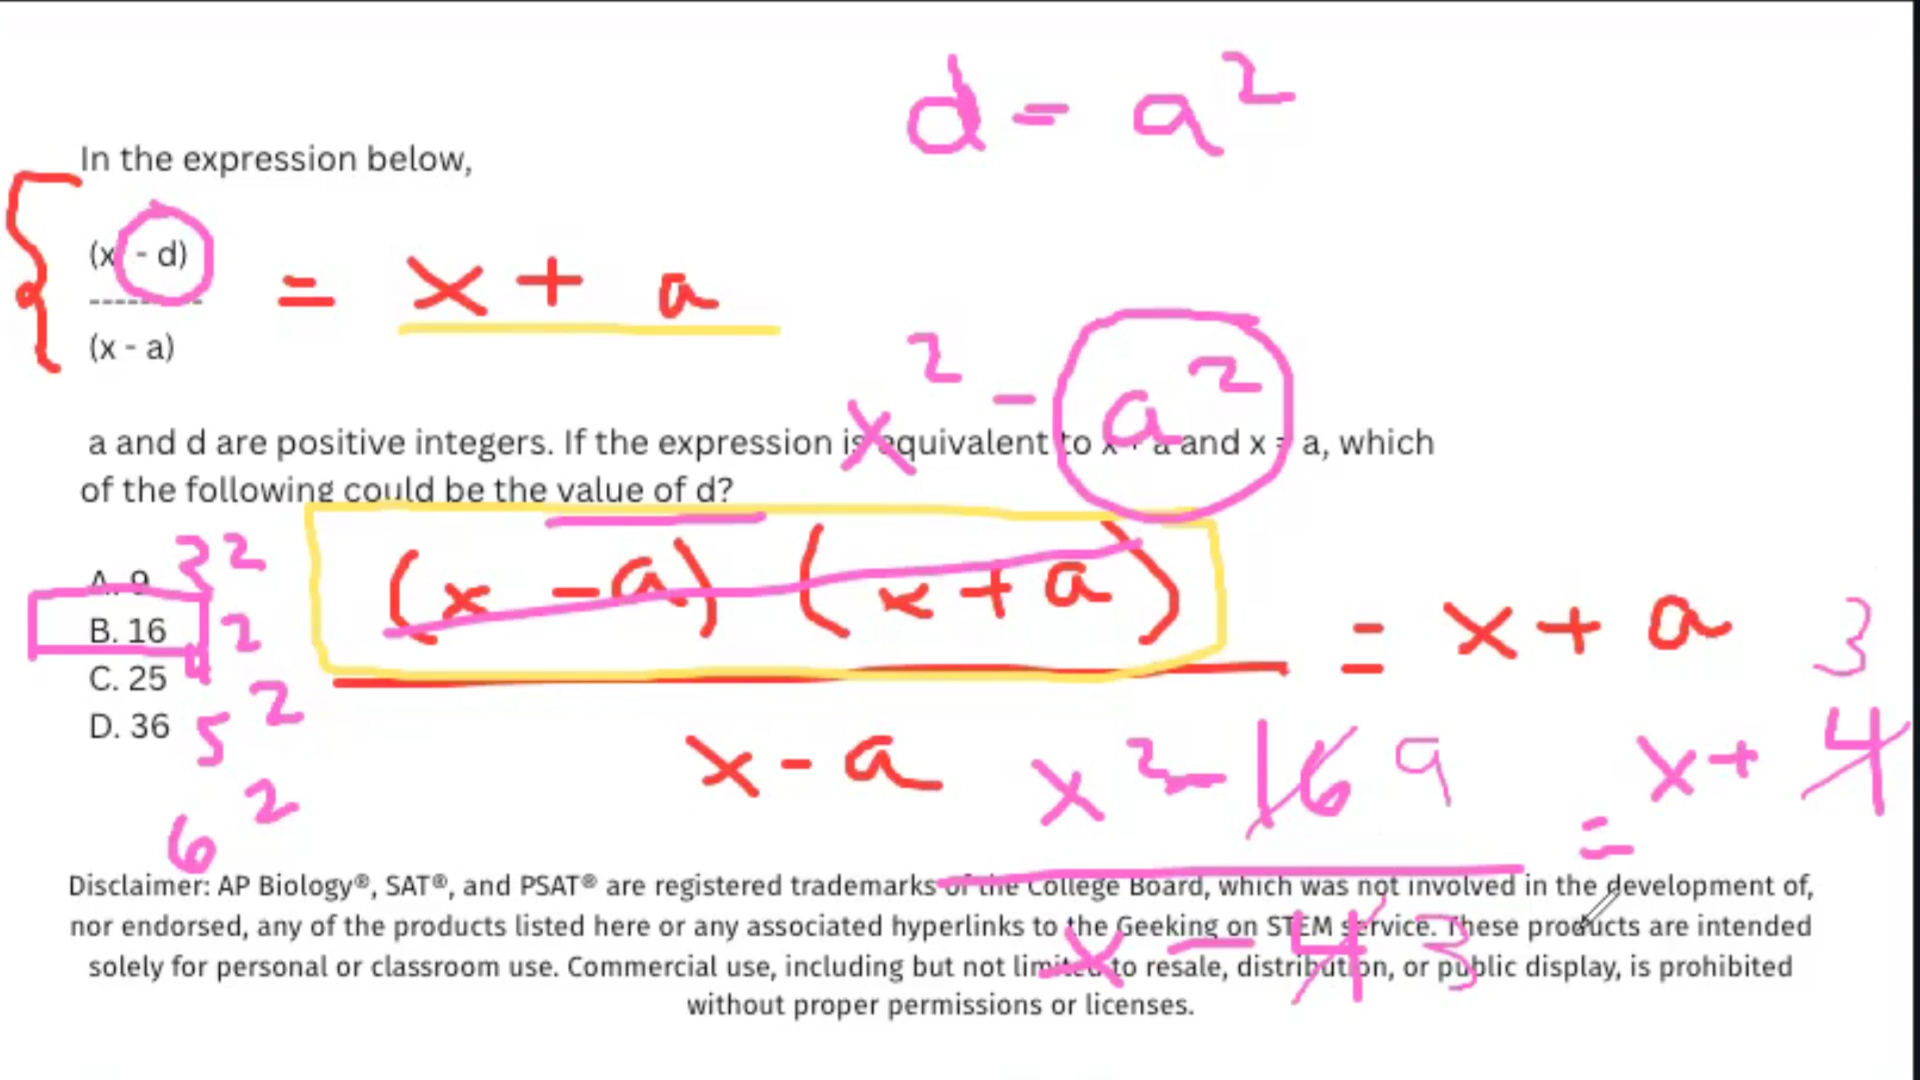 d = a²
In the expression below,
(x - d)
--------
(x - a)
= x + a
x² - a²
a and d are positive integers. If the expression is equivalent to x + a and x = a, which
of the following could be the value of d?
A. 9 3²
B. 16 4²
C. 25 5²
D. 36 6²
(x - a) (x + a) = x + a
x - a
x² - 16 9 = x + 4 3
x - 4 3
Disclaimer: AP Biology®, SAT®, and PSAT® are registered trademarks of the College Board, which was not involved in the development of,
nor endorsed, any of the products listed here or any associated hyperlinks to the Geeking on STEM service. These products are intended
solely for personal or classroom use. Commercial use, including but not limited to resale, distribution, or public display, is prohibited
without proper permissions or licenses.